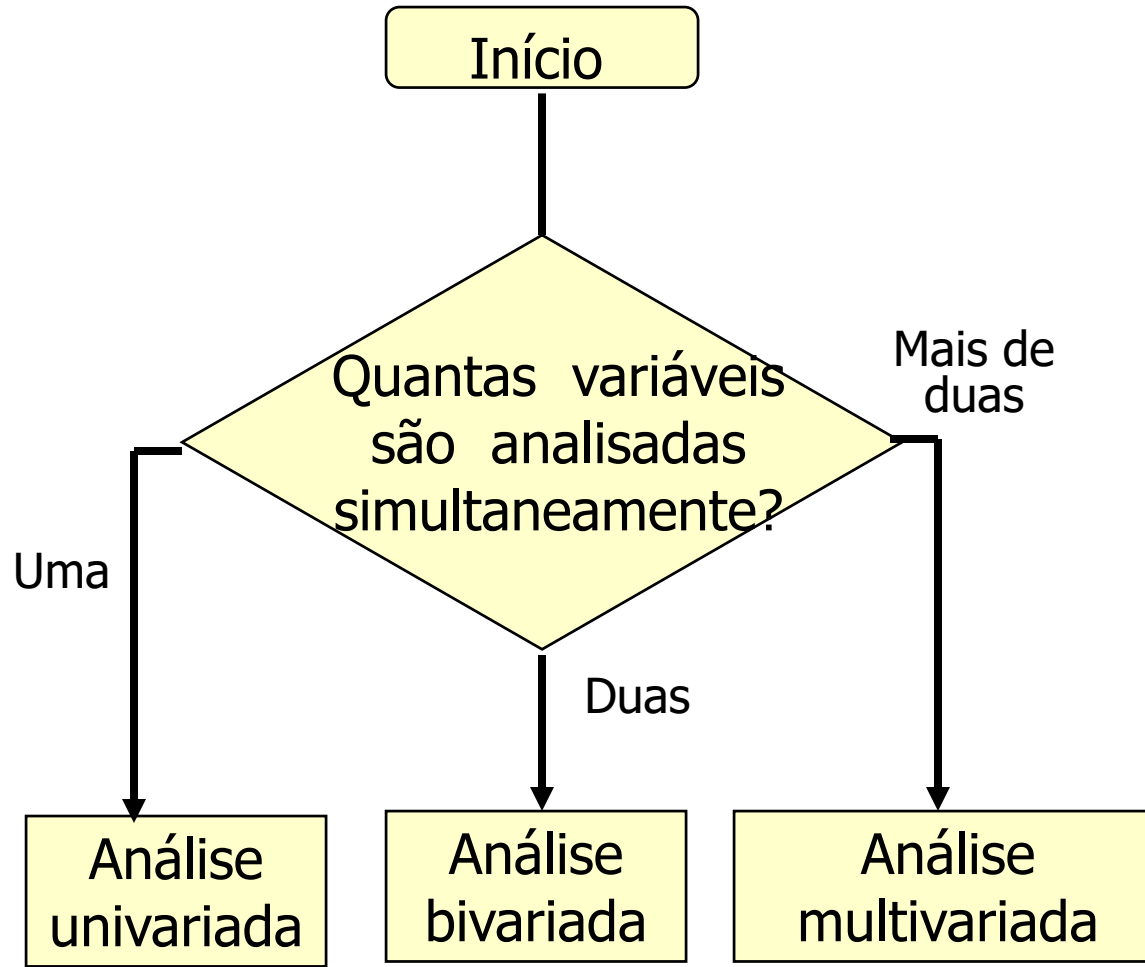 Início
Quantas variáveis
são analisadas
simultaneamente?
Mais de
duas
Uma
Duas
Análise
univariada
Análise
bivariada
Análise
multivariada